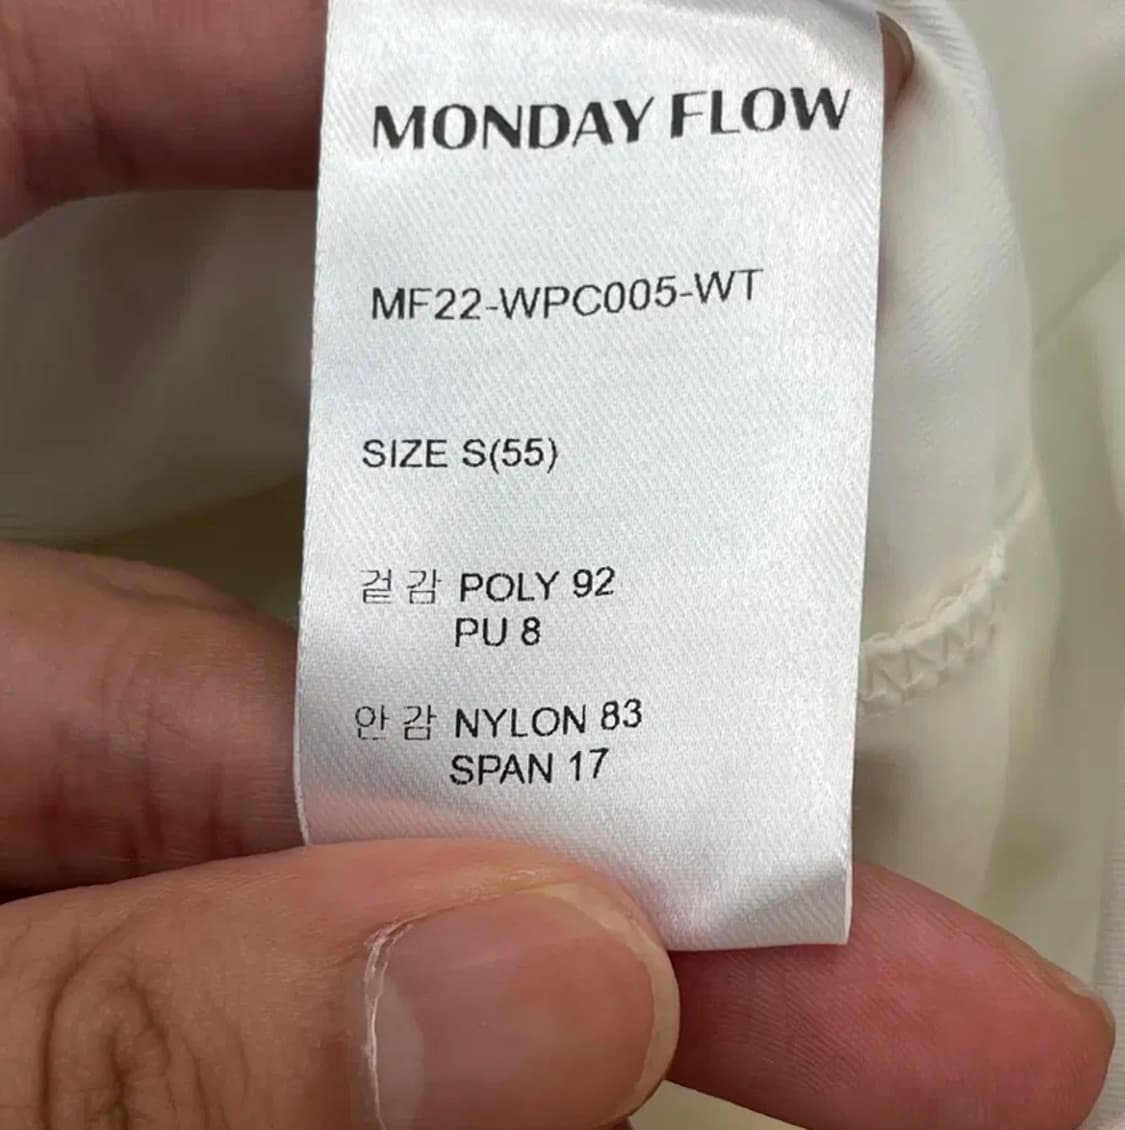 MONDAY FLOW
MF22-WPC005-WT
SIZE S(55)
겉 감 POLY 92
PU 8
안 감 NYLON 83
SPAN 17